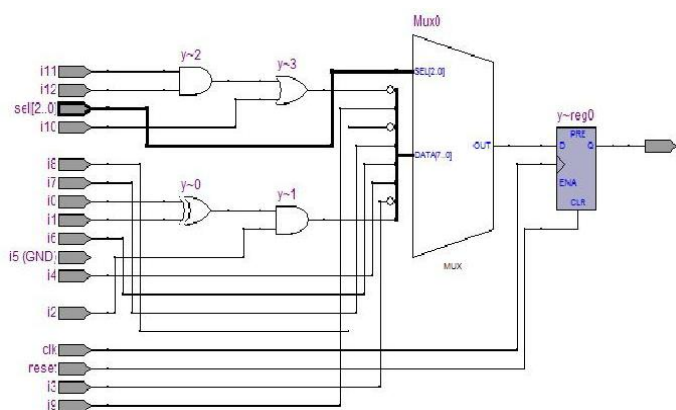 Mux0
y~2
y~3
i11
i12
sel[2..0]
i10
SEL[2..0]
y~reg0
PRE
D
Q
OUT
DATA[7..0]
ENA
CLR
i8
i7
i0
i1
i6
i5 (GND)
i4
i2
y~0
y~1
MUX
clk
reset
i3
i9